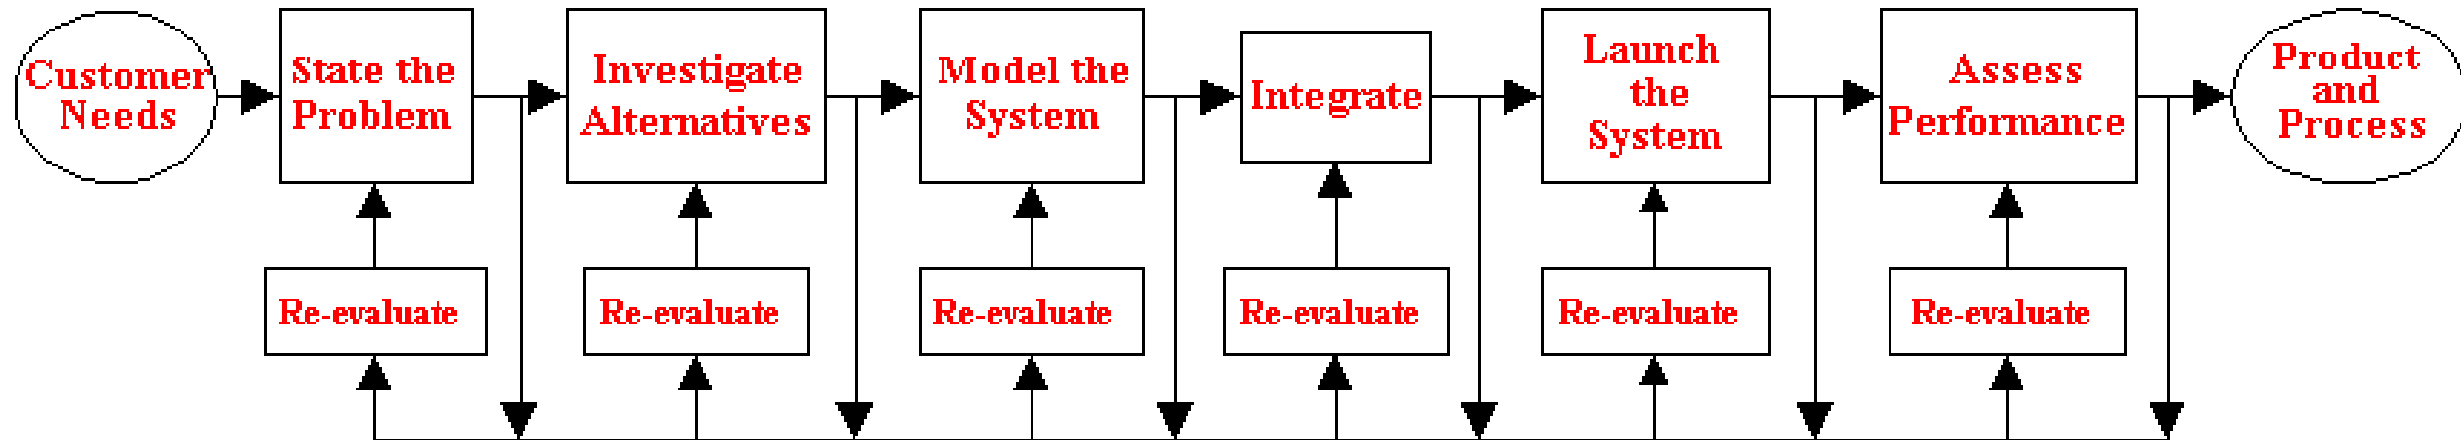 Customer
Needs
State the
Problem
Investigate
Alternatives
Model the
System
Integrate
Launch
the
System
Assess
Performance
Product
and
Process
Re-evaluate
Re-evaluate
Re-evaluate
Re-evaluate
Re-evaluate
Re-evaluate